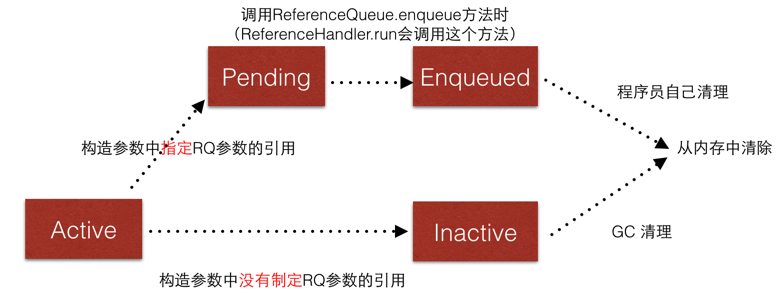 调用ReferenceQueue.enqueue方法时
（ReferenceHandler.run会调用这个方法）
Pending
Enqueued
程序员自己清理
构造参数中指定RQ参数的引用
从内存中清除
Active
Inactive
GC 清理
构造参数中没有制定RQ参数的引用